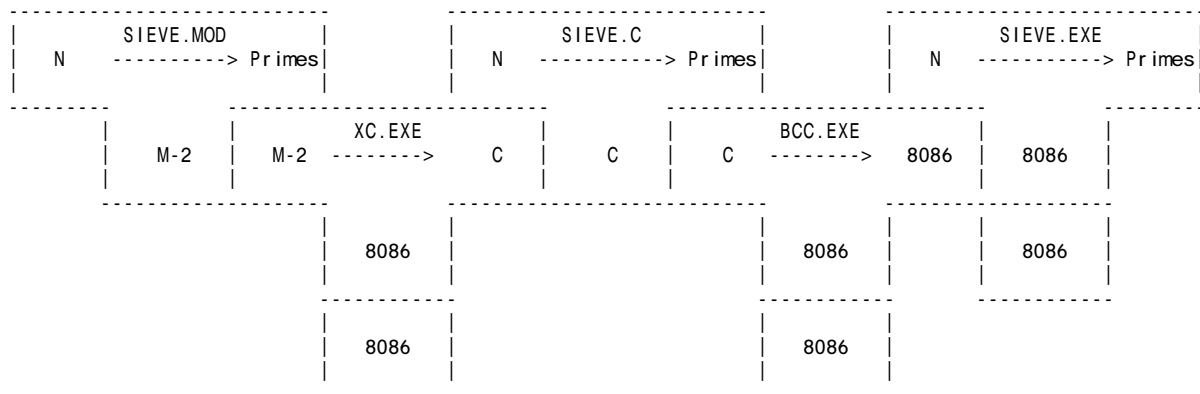 SIEVE.MOD SIEVE.C SIEVE.EXE
N ----------> Primes N -----------> Primes N -----------> Primes
XC.EXE BCC.EXE
M-2 M-2 --------> C C C --------> 8086 8086
8086 8086 8086
8086 8086